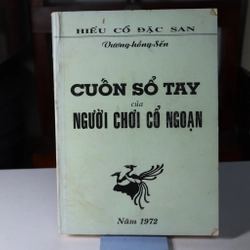 HIẾU CỔ ĐẶC SAN
Vương-hồng-Sển
CUỐN SỔ TAY
của
NGƯỜI CHƠI CỔ NGOẠN
Năm 1972